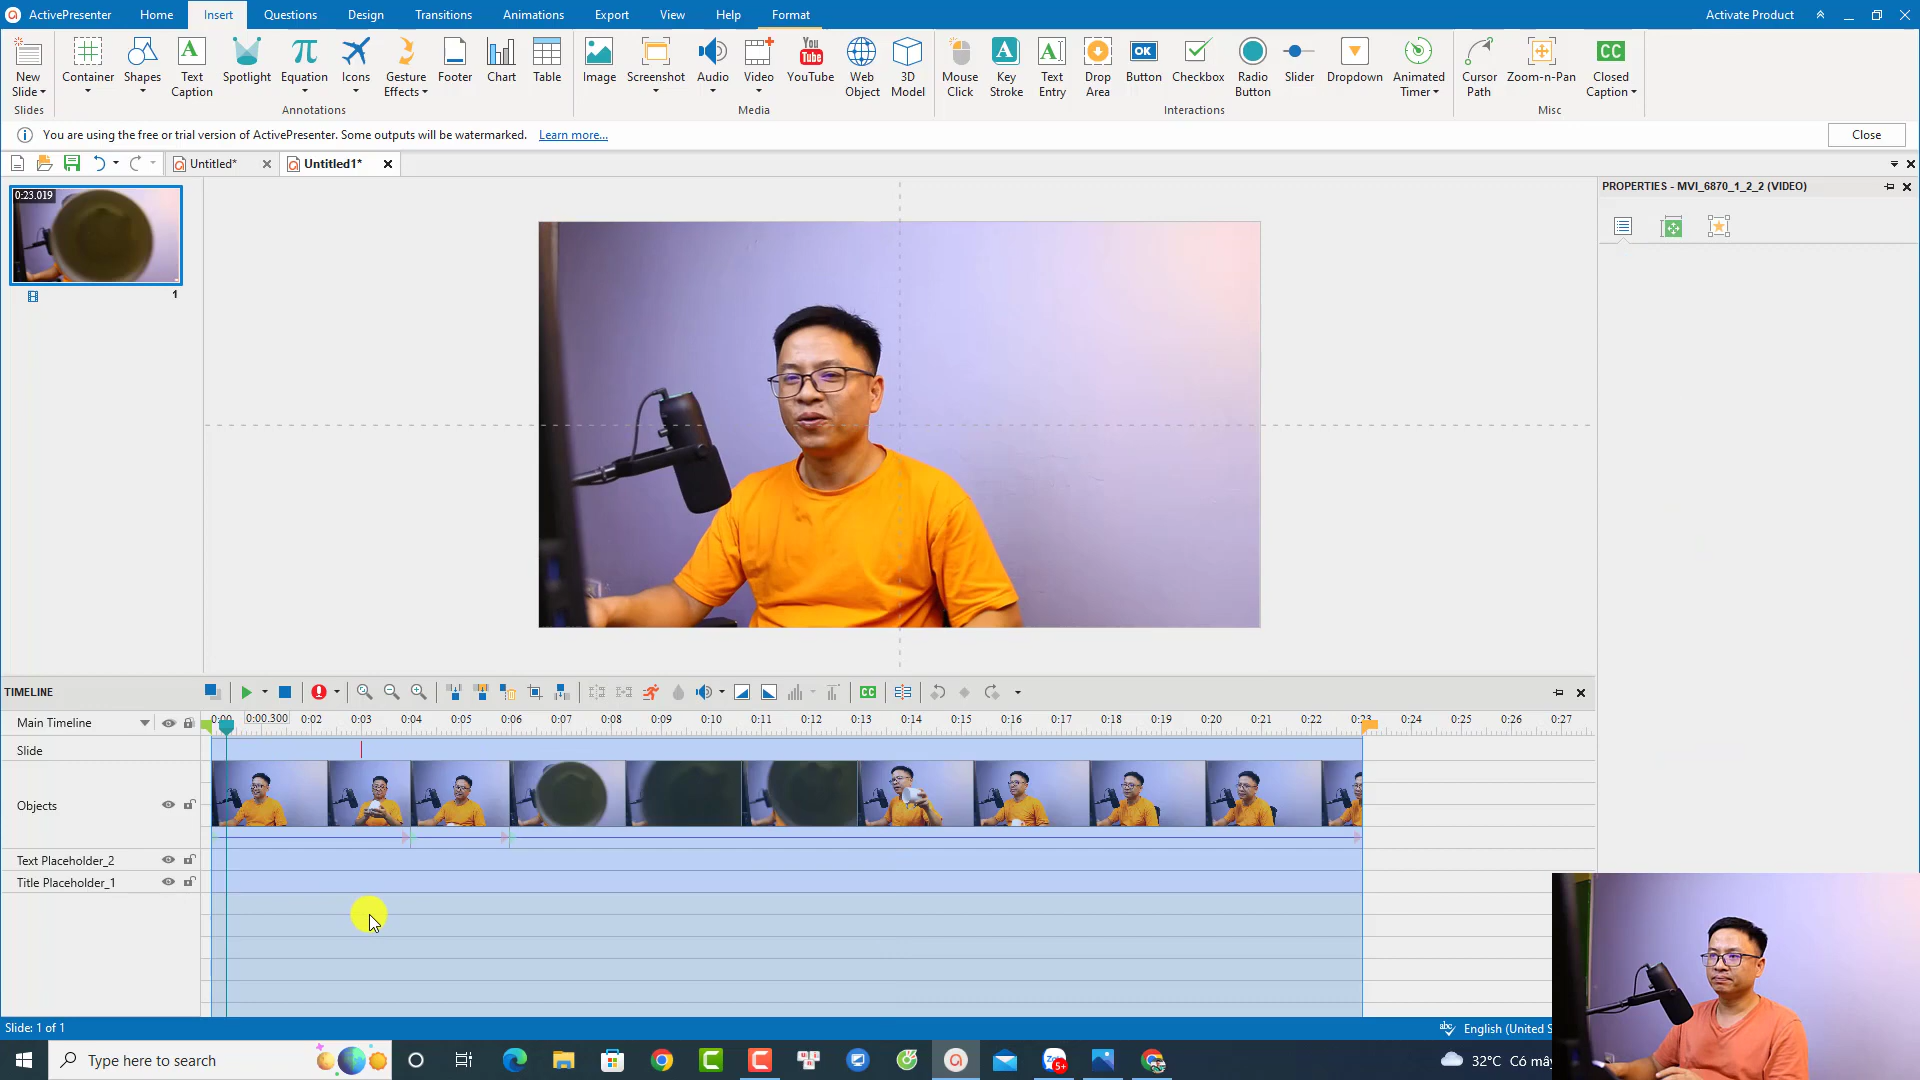 ActivePresenter Home Insert Questions Design Transitions Animations Export View Help Format Activate Product
New Slide Container Shapes Text Caption Spotlight Equation Icons Gesture Effects Footer Chart Table Image Screenshot Audio Video YouTube Web Object 3D Model Mouse Click Key Stroke Text Entry Drop Area Button Checkbox Radio Button Slider Dropdown Animated Timer Cursor Path Zoom-n-Pan Closed Caption
Slides Annotations Media Interactions Misc
You are using the free or trial version of ActivePresenter. Some outputs will be watermarked. Learn more... Close
Untitled* Untitled1*
PROPERTIES - MVI_6870_1_2_2 (VIDEO)
0:23.019
1
TIMELINE
Main Timeline 0:00 0:00.300 0:02 0:03 0:04 0:05 0:06 0:07 0:08 0:09 0:10 0:11 0:12 0:13 0:14 0:15 0:16 0:17 0:18 0:19 0:20 0:21 0:22 0:23 0:24 0:25 0:26 0:27
Slide
Objects
Text Placeholder_2
Title Placeholder_1
Slide: 1 of 1 English (United S
Type here to search 32°C Có mây